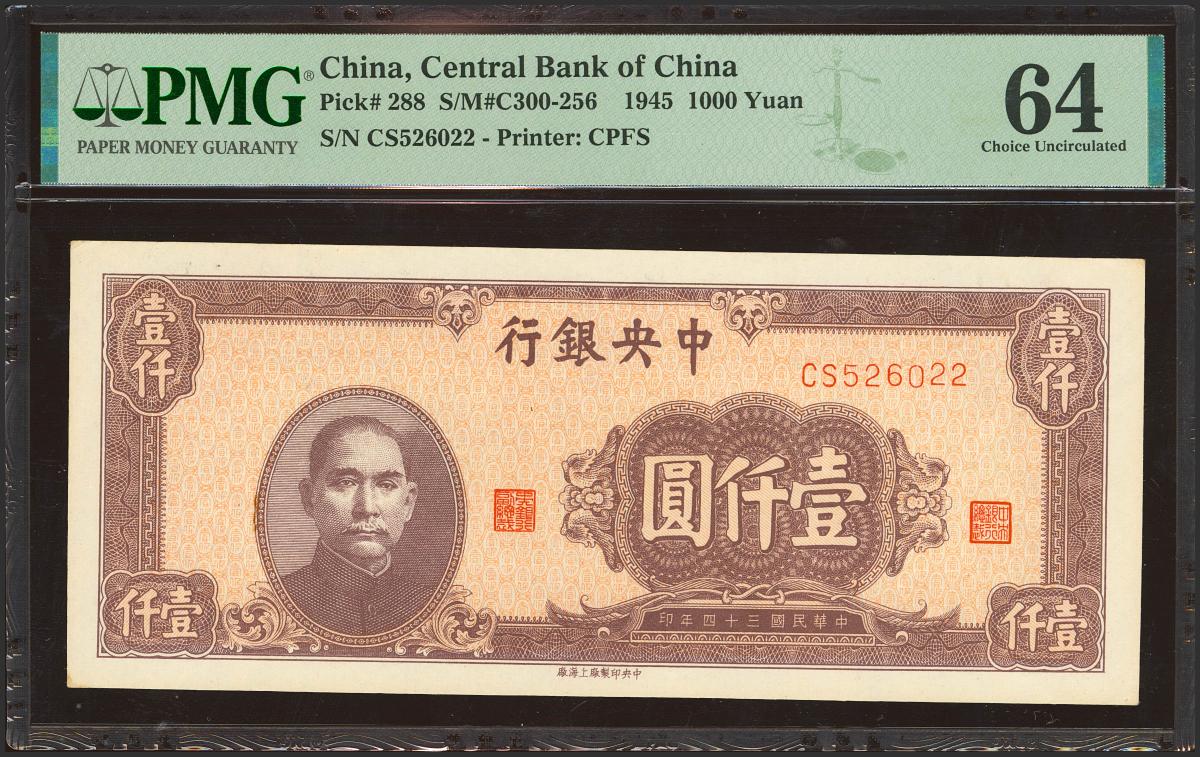 PMG®
PAPER MONEY GUARANTY
China, Central Bank of China
Pick# 288 S/M#C300-256 1945 1000 Yuan
S/N CS526022 - Printer: CPFS
64
Choice Uncirculated
壹仟
壹仟
中央銀行
CS526022
壹仟圓
中華民國三十四年印
壹仟
壹仟
中央印製廠上海廠